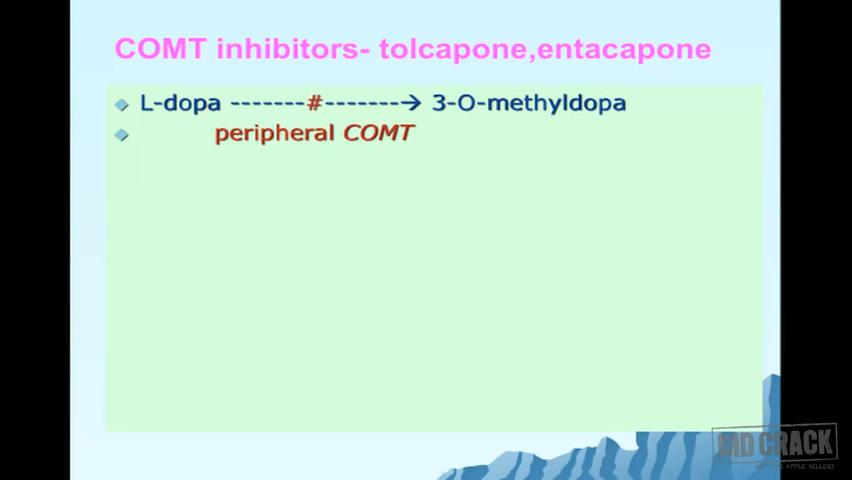 COMT inhibitors- tolcapone,entacapone
L-dopa -------#-------→ 3-O-methyldopa
peripheral COMT
MD CRACK